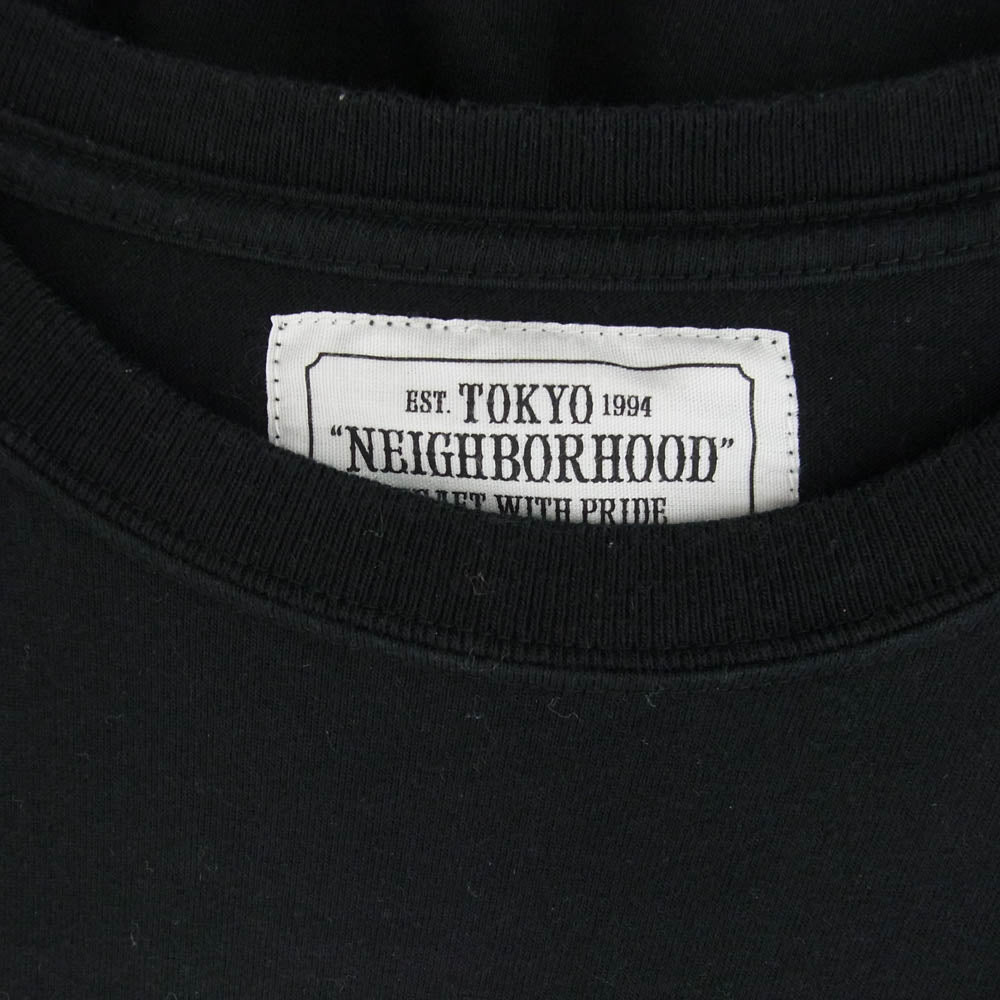 EST. TOKYO 1994
“NEIGHBORHOOD”
WITH PRIDE